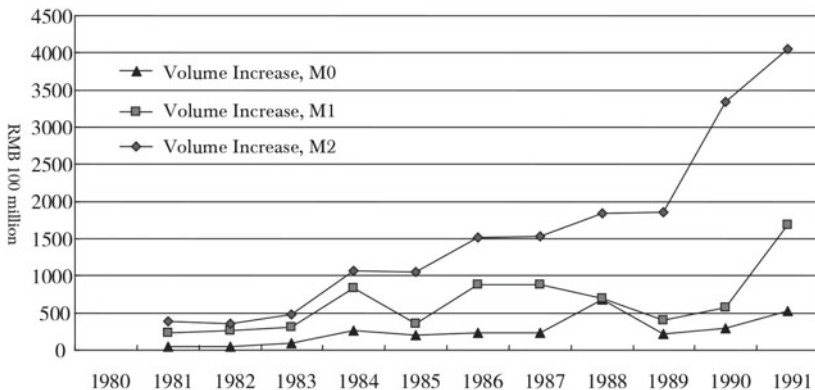 4500
4000
3500
3000
2500
2000
1500
1000
500
0
RMB 100 million
Volume Increase, M0
Volume Increase, M1
Volume Increase, M2
1980 1981 1982 1983 1984 1985 1986 1987 1988 1989 1990 1991